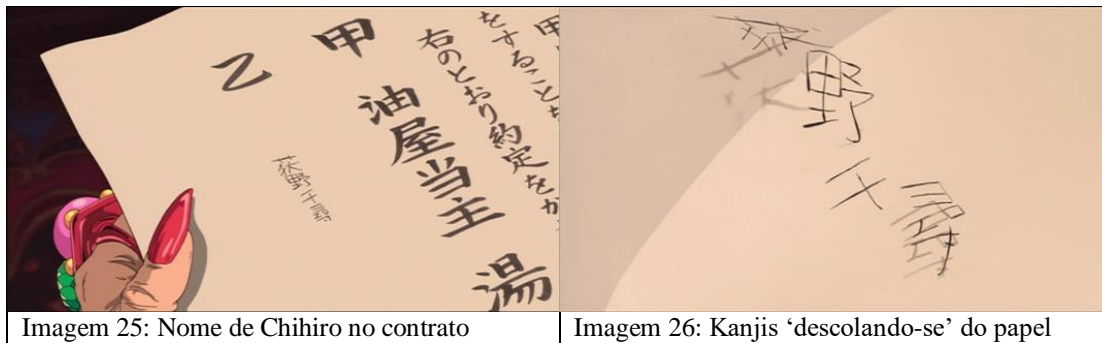 をすること
右のとおり約定を
甲 油屋当主 湯
乙
荻野千尋
野千尋
Imagem 25: Nome de Chihiro no contrato
Imagem 26: Kanjis ‘descolando-se’ do papel